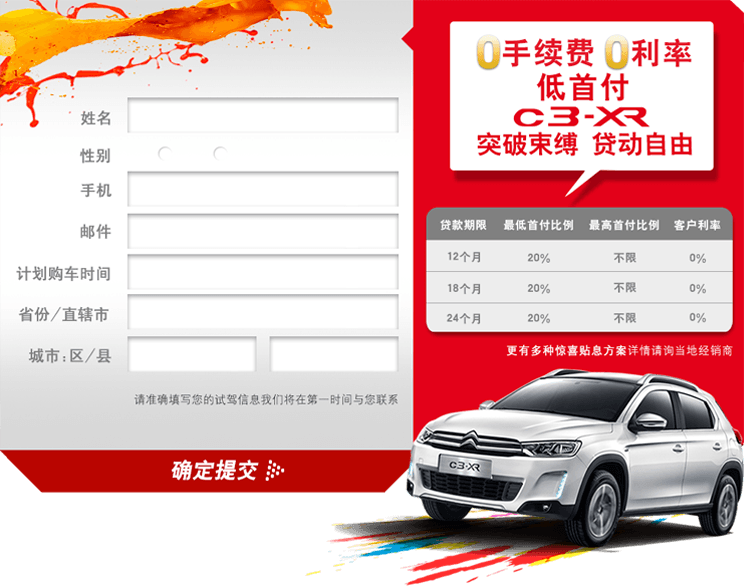 姓名
性别
手机
邮件
计划购车时间
省份/直辖市
城市:区/县
请准确填写您的试驾信息我们将在第一时间与您联系
确定提交
0手续费 0利率
低首付
C3-XR
突破束缚 贷动自由
贷款期限 最低首付比例 最高首付比例 客户利率
12个月 20% 不限 0%
18个月 20% 不限 0%
24个月 20% 不限 0%
更有多种惊喜贴息方案详情请询当地经销商
C3-XR